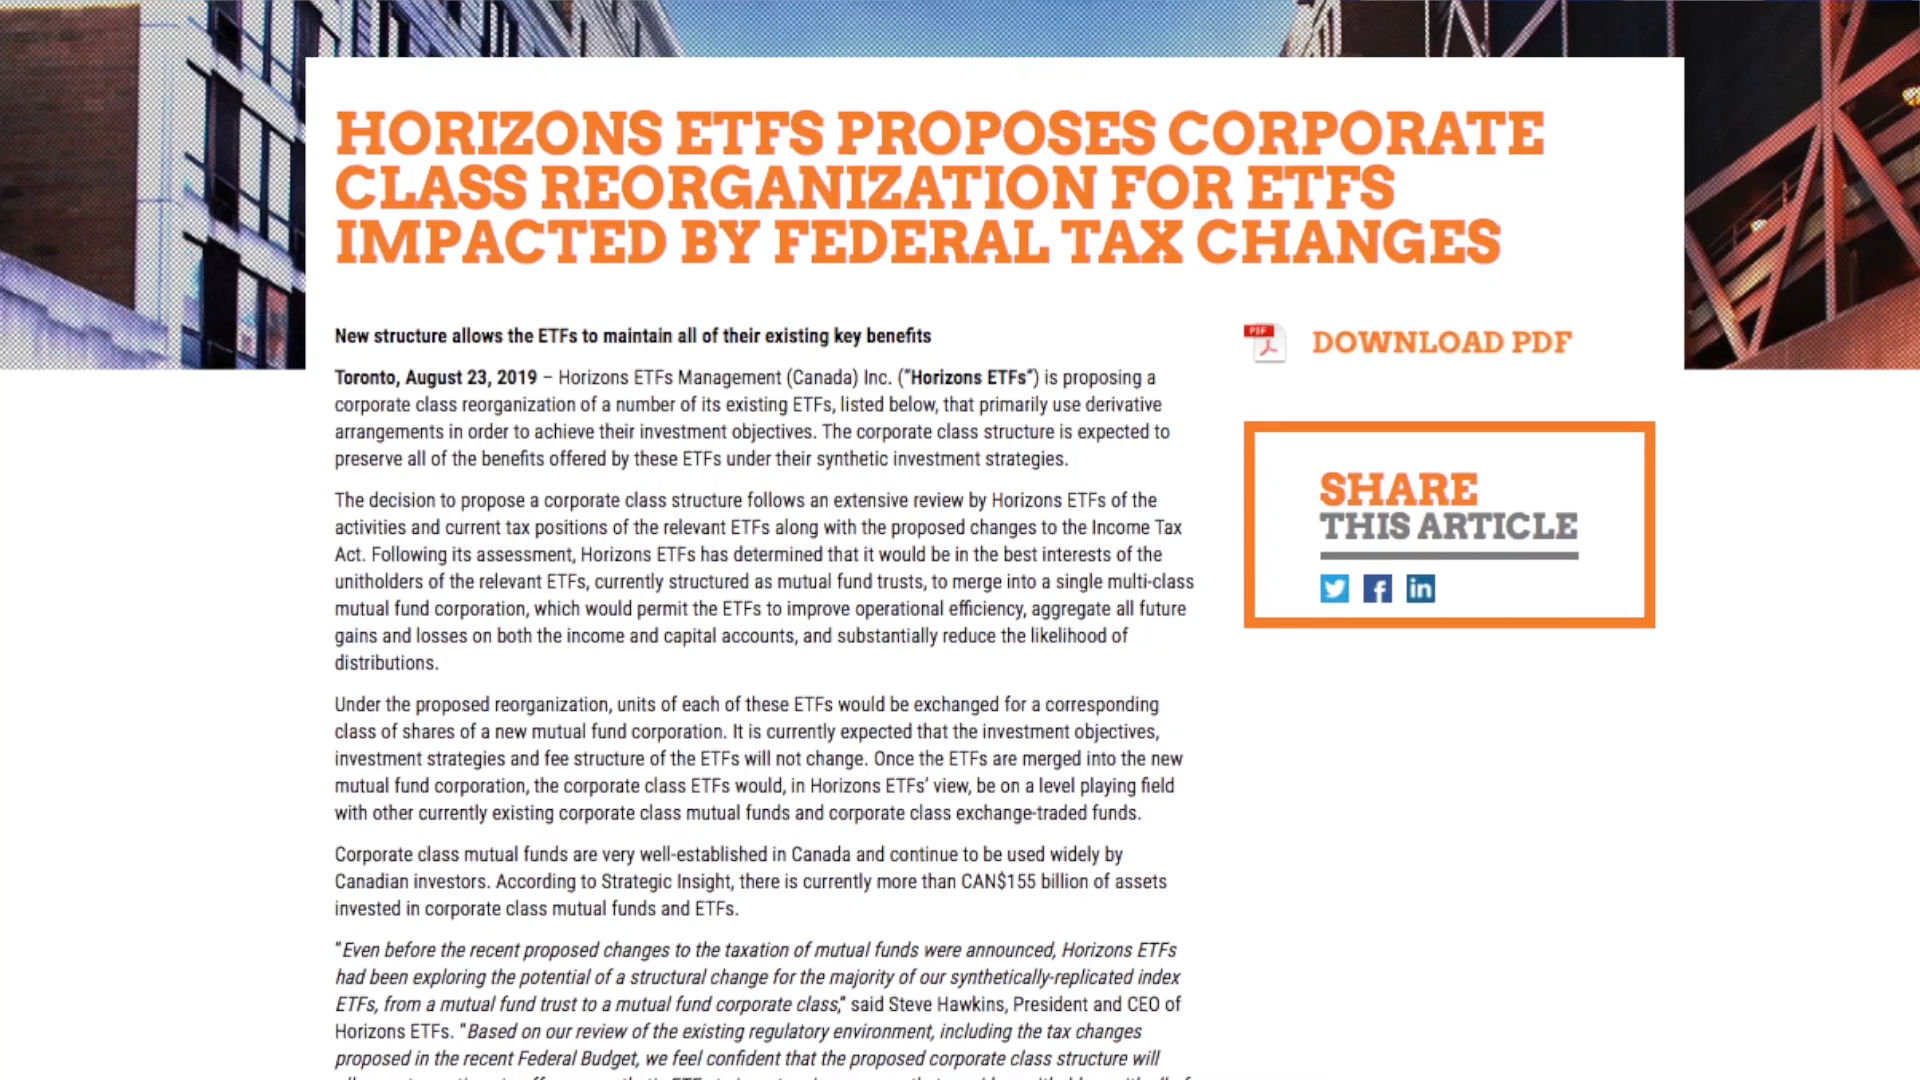 HORIZONS ETFS PROPOSES CORPORATE
CLASS REORGANIZATION FOR ETFS
IMPACTED BY FEDERAL TAX CHANGES
New structure allows the ETFs to maintain all of their existing key benefits
Toronto, August 23, 2019 – Horizons ETFs Management (Canada) Inc. ("Horizons ETFs") is proposing a
corporate class reorganization of a number of its existing ETFs, listed below, that primarily use derivative
arrangements in order to achieve their investment objectives. The corporate class structure is expected to
preserve all of the benefits offered by these ETFs under their synthetic investment strategies.
The decision to propose a corporate class structure follows an extensive review by Horizons ETFs of the
activities and current tax positions of the relevant ETFs along with the proposed changes to the Income Tax
Act. Following its assessment, Horizons ETFs has determined that it would be in the best interests of the
unitholders of the relevant ETFs, currently structured as mutual fund trusts, to merge into a single multi-class
mutual fund corporation, which would permit the ETFs to improve operational efficiency, aggregate all future
gains and losses on both the income and capital accounts, and substantially reduce the likelihood of
distributions.
Under the proposed reorganization, units of each of these ETFs would be exchanged for a corresponding
class of shares of a new mutual fund corporation. It is currently expected that the investment objectives,
investment strategies and fee structure of the ETFs will not change. Once the ETFs are merged into the new
mutual fund corporation, the corporate class ETFs would, in Horizons ETFs' view, be on a level playing field
with other currently existing corporate class mutual funds and corporate class exchange-traded funds.
Corporate class mutual funds are very well-established in Canada and continue to be used widely by
Canadian investors. According to Strategic Insight, there is currently more than CAN$155 billion of assets
invested in corporate class mutual funds and ETFs.
"Even before the recent proposed changes to the taxation of mutual funds were announced, Horizons ETFs
had been exploring the potential of a structural change for the majority of our synthetically-replicated index
ETFs, from a mutual fund trust to a mutual fund corporate class," said Steve Hawkins, President and CEO of
Horizons ETFs. "Based on our review of the existing regulatory environment, including the tax changes
proposed in the recent Federal Budget, we feel confident that the proposed corporate class structure will
PDF
DOWNLOAD PDF
SHARE
THIS ARTICLE
f
in